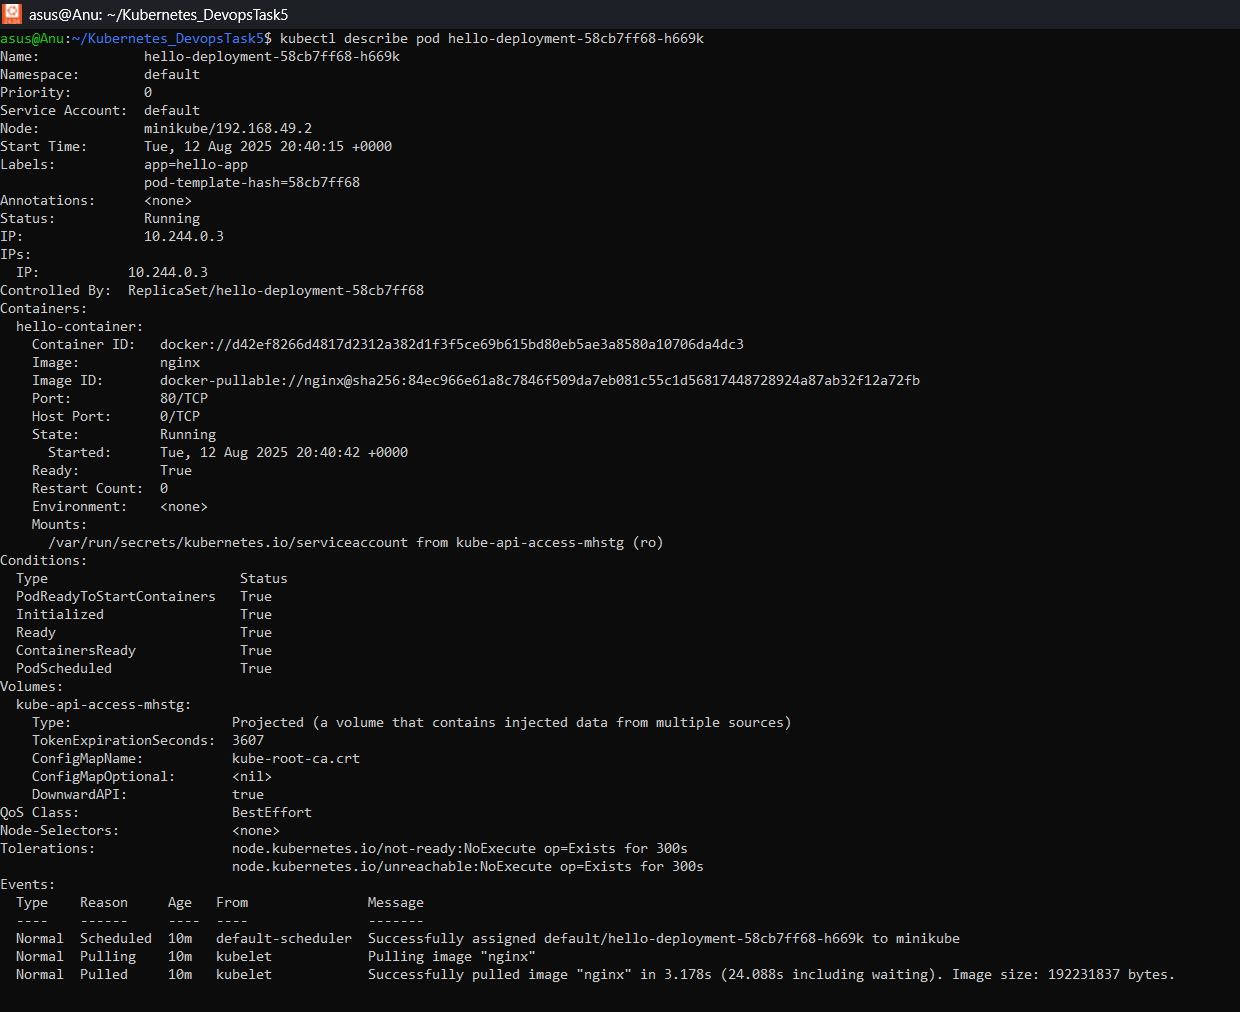 asus@Anu: ~/Kubernetes_DevopsTask5
asus@Anu:~/Kubernetes_DevopsTask5$ kubectl describe pod hello-deployment-58cb7ff68-h669k
Name:             hello-deployment-58cb7ff68-h669k
Namespace:        default
Priority:         0
Service Account:  default
Node:             minikube/192.168.49.2
Start Time:       Tue, 12 Aug 2025 20:40:15 +0000
Labels:           app=hello-app
                  pod-template-hash=58cb7ff68
Annotations:      <none>
Status:           Running
IP:               10.244.0.3
IPs:
  IP:           10.244.0.3
Controlled By:  ReplicaSet/hello-deployment-58cb7ff68
Containers:
  hello-container:
    Container ID:   docker://d42ef8266d4817d2312a382d1f3f5ce69b615bd80eb5ae3a8580a10706da4dc3
    Image:          nginx
    Image ID:       docker-pullable://nginx@sha256:84ec966e61a8c7846f509da7eb081c55c1d56817448728924a87ab32f12a72fb
    Port:           80/TCP
    Host Port:      0/TCP
    State:          Running
      Started:      Tue, 12 Aug 2025 20:40:42 +0000
    Ready:          True
    Restart Count:  0
    Environment:    <none>
    Mounts:
      /var/run/secrets/kubernetes.io/serviceaccount from kube-api-access-mhstg (ro)
Conditions:
  Type                        Status
  PodReadyToStartContainers   True
  Initialized                 True
  Ready                       True
  ContainersReady             True
  PodScheduled                True
Volumes:
  kube-api-access-mhstg:
    Type:                    Projected (a volume that contains injected data from multiple sources)
    TokenExpirationSeconds:  3607
    ConfigMapName:           kube-root-ca.crt
    ConfigMapOptional:       <nil>
    DownwardAPI:             true
QoS Class:                   BestEffort
Node-Selectors:              <none>
Tolerations:                 node.kubernetes.io/not-ready:NoExecute op=Exists for 300s
                             node.kubernetes.io/unreachable:NoExecute op=Exists for 300s
Events:
  Type    Reason     Age   From               Message
  ----    ------     ----  ----               -------
  Normal  Scheduled  10m   default-scheduler  Successfully assigned default/hello-deployment-58cb7ff68-h669k to minikube
  Normal  Pulling    10m   kubelet            Pulling image "nginx"
  Normal  Pulled     10m   kubelet            Successfully pulled image "nginx" in 3.178s (24.088s including waiting). Image size: 192231837 bytes.